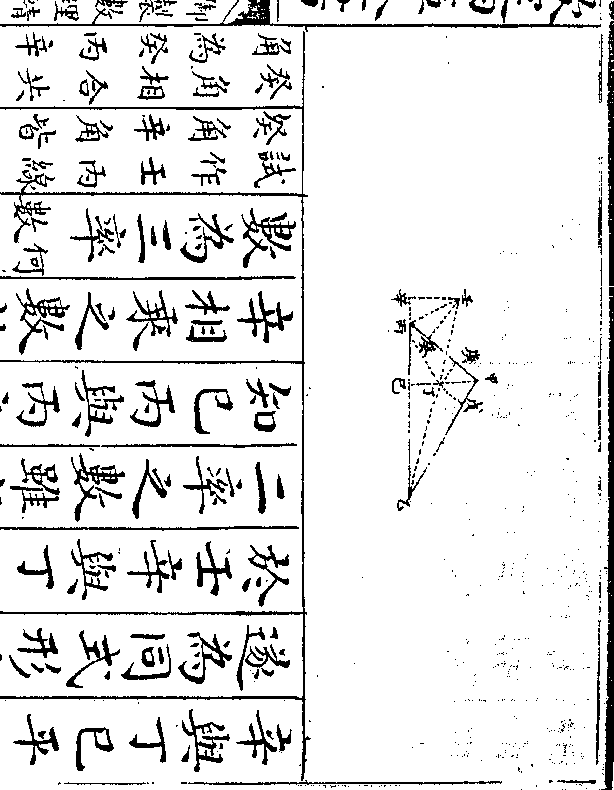 辛與丁巳平
遂為同式形
於壬辛與丁
二率之數雖
知巳丙與丙
辛相乘之數
數為三率
何
數
試作壬丙線
癸角辛角皆
癸角相合共
角為癸丙辛
辛
壬
丙
癸
庚
甲
巳
丁
戊
乙